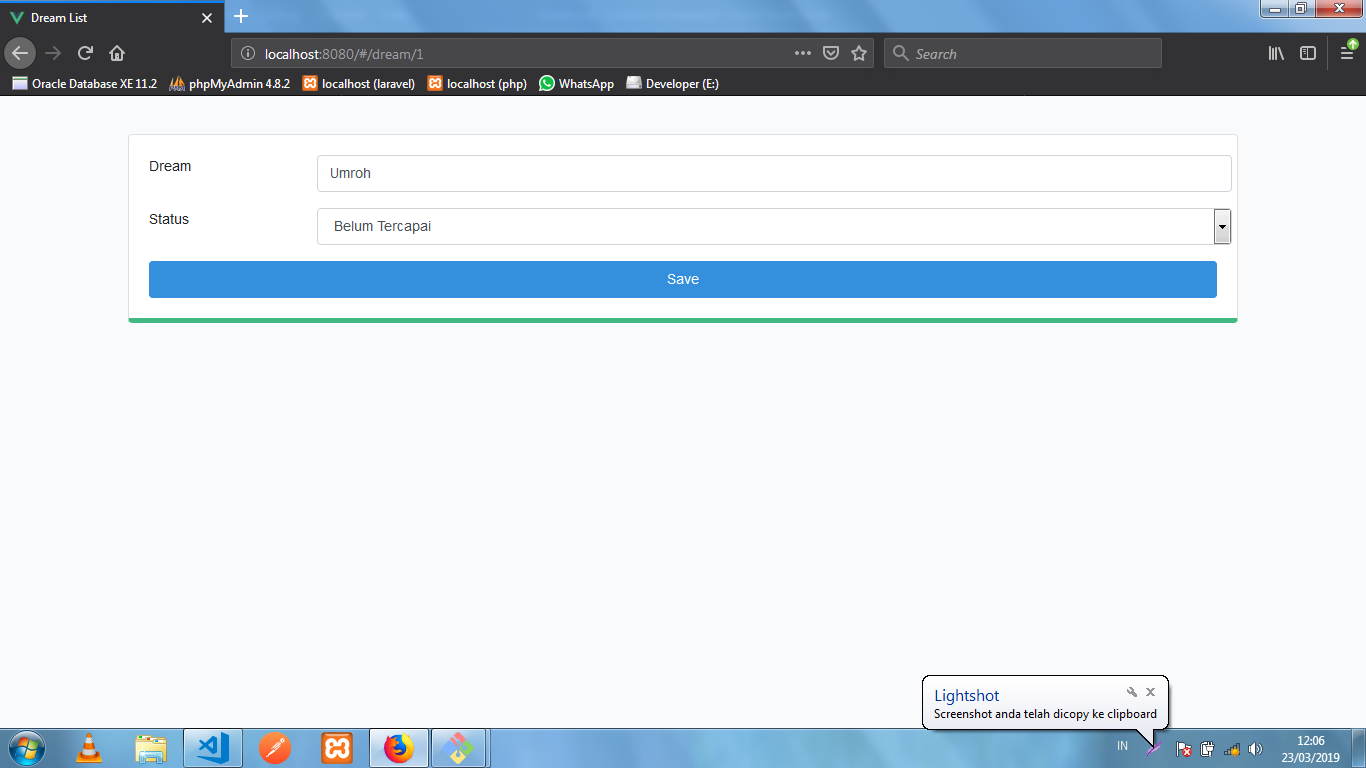 Dream List
localhost:8080/#/dream/1
Search
Oracle Database XE 11.2 phpMyAdmin 4.8.2 localhost (laravel) localhost (php) WhatsApp Developer (E:)
Dream Umroh
Status Belum Tercapai
Save
Lightshot
Screenshot anda telah dicopy ke clipboard
IN
12:06
23/03/2019